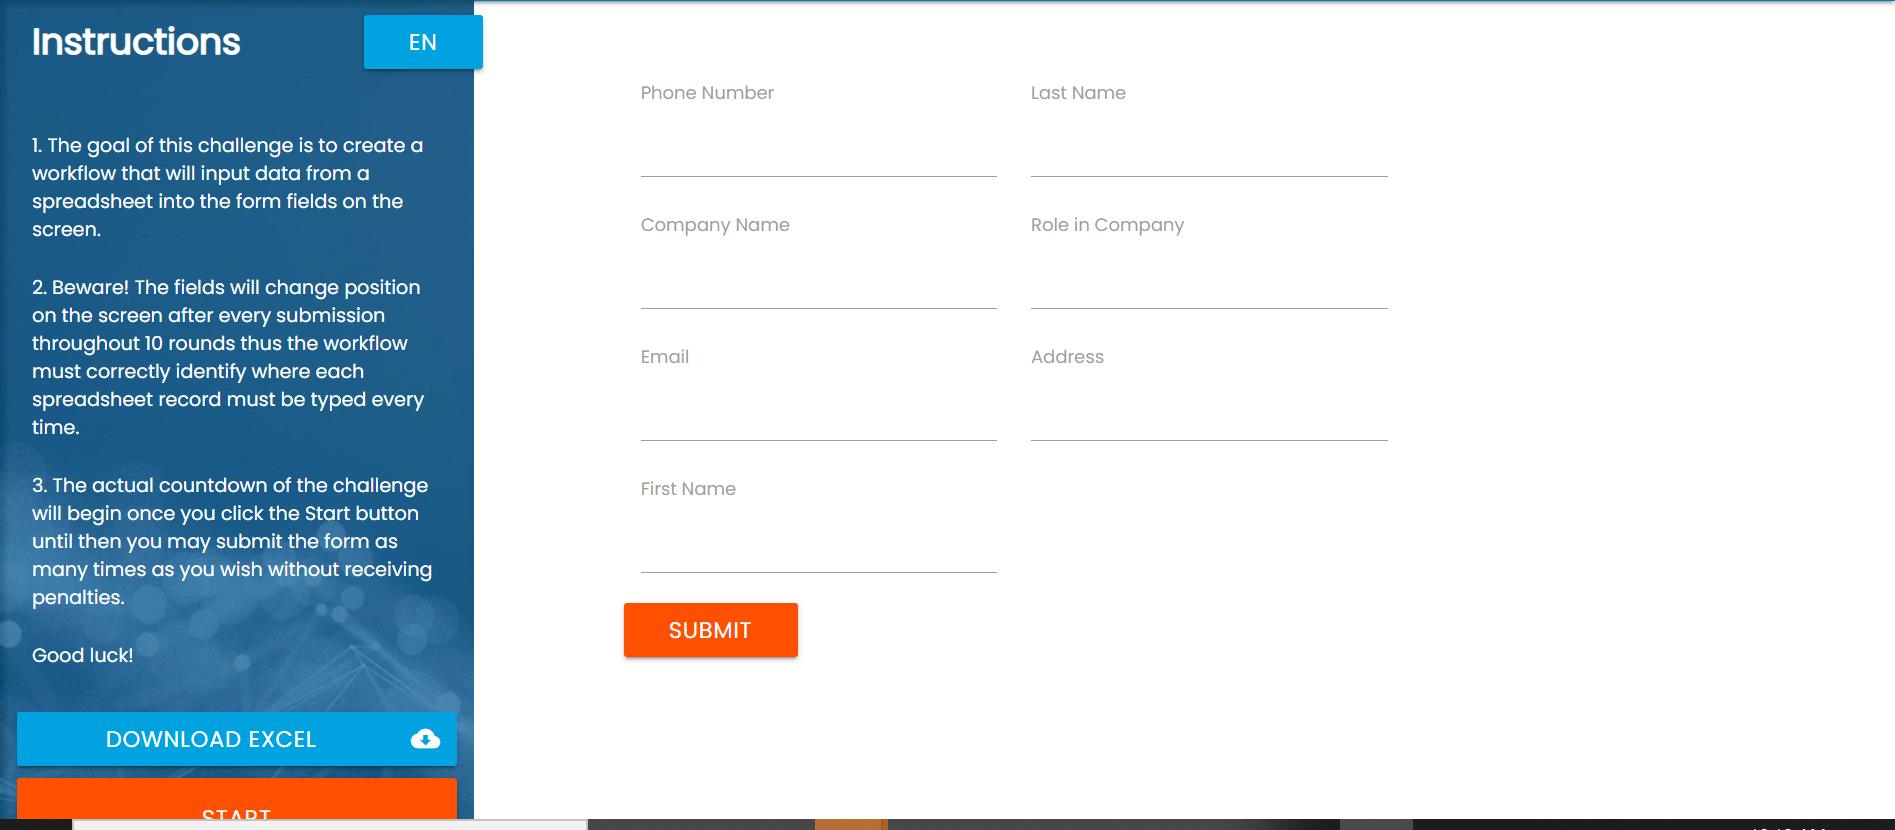 Instructions
EN
1. The goal of this challenge is to create a
workflow that will input data from a
spreadsheet into the form fields on the
screen.
2. Beware! The fields will change position
on the screen after every submission
throughout 10 rounds thus the workflow
must correctly identify where each
spreadsheet record must be typed every
time.
3. The actual countdown of the challenge
will begin once you click the Start button
until then you may submit the form as
many times as you wish without receiving
penalties.
Good luck!
DOWNLOAD EXCEL
START
Phone Number
Last Name
Company Name
Role in Company
Email
Address
First Name
SUBMIT